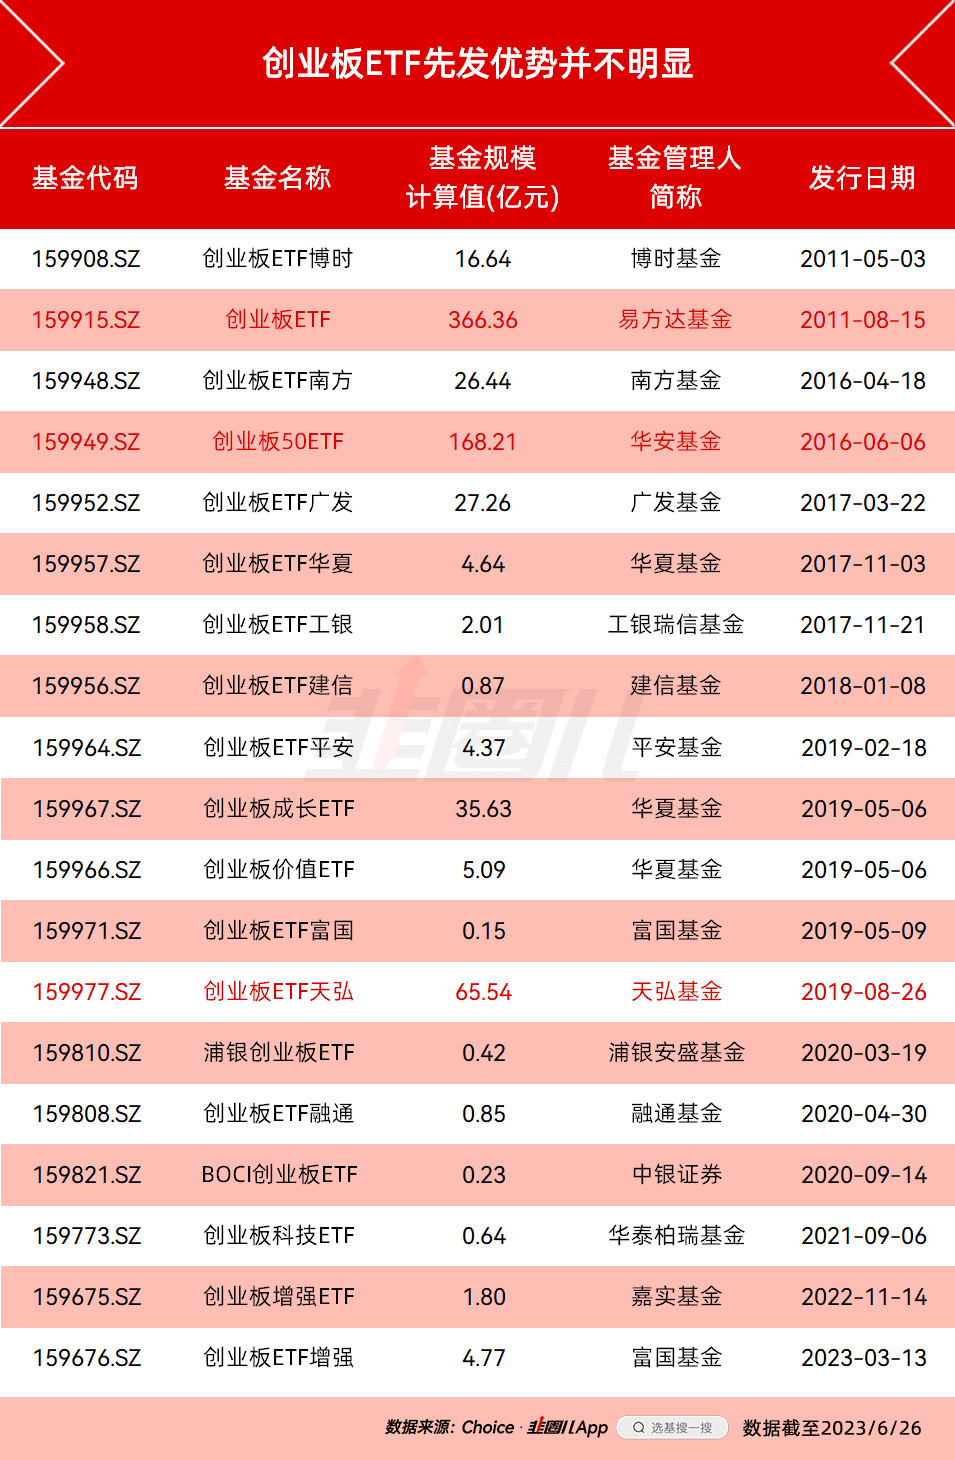 创业板ETF先发优势并不明显
基金代码 基金名称 基金规模 计算值(亿元) 基金管理人 简称 发行日期
159908.SZ 创业板ETF博时 16.64 博时基金 2011-05-03
159915.SZ 创业板ETF 366.36 易方达基金 2011-08-15
159948.SZ 创业板ETF南方 26.44 南方基金 2016-04-18
159949.SZ 创业板50ETF 168.21 华安基金 2016-06-06
159952.SZ 创业板ETF广发 27.26 广发基金 2017-03-22
159957.SZ 创业板ETF华夏 4.64 华夏基金 2017-11-03
159958.SZ 创业板ETF工银 2.01 工银瑞信基金 2017-11-21
159956.SZ 创业板ETF建信 0.87 建信基金 2018-01-08
159964.SZ 创业板ETF平安 4.37 平安基金 2019-02-18
159967.SZ 创业板成长ETF 35.63 华夏基金 2019-05-06
159966.SZ 创业板价值ETF 5.09 华夏基金 2019-05-06
159971.SZ 创业板ETF富国 0.15 富国基金 2019-05-09
159977.SZ 创业板ETF天弘 65.54 天弘基金 2019-08-26
159810.SZ 浦银创业板ETF 0.42 浦银安盛基金 2020-03-19
159808.SZ 创业板ETF融通 0.85 融通基金 2020-04-30
159821.SZ BOCI创业板ETF 0.23 中银证券 2020-09-14
159773.SZ 创业板科技ETF 0.64 华泰柏瑞基金 2021-09-06
159675.SZ 创业板增强ETF 1.80 嘉实基金 2022-11-14
159676.SZ 创业板ETF增强 4.77 富国基金 2023-03-13
韭圈儿
数据来源：Choice · 韭圈儿App 选基搜一搜 数据截至2023/6/26